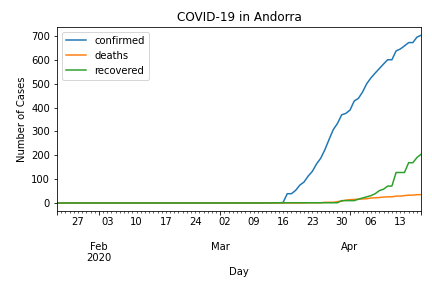 COVID-19 in Andorra
confirmed
deaths
recovered
Number of Cases
700
600
500
400
300
200
100
0
27 03 10 17 24 02 09 16 23 30 06 13
Feb Mar Apr
2020
Day